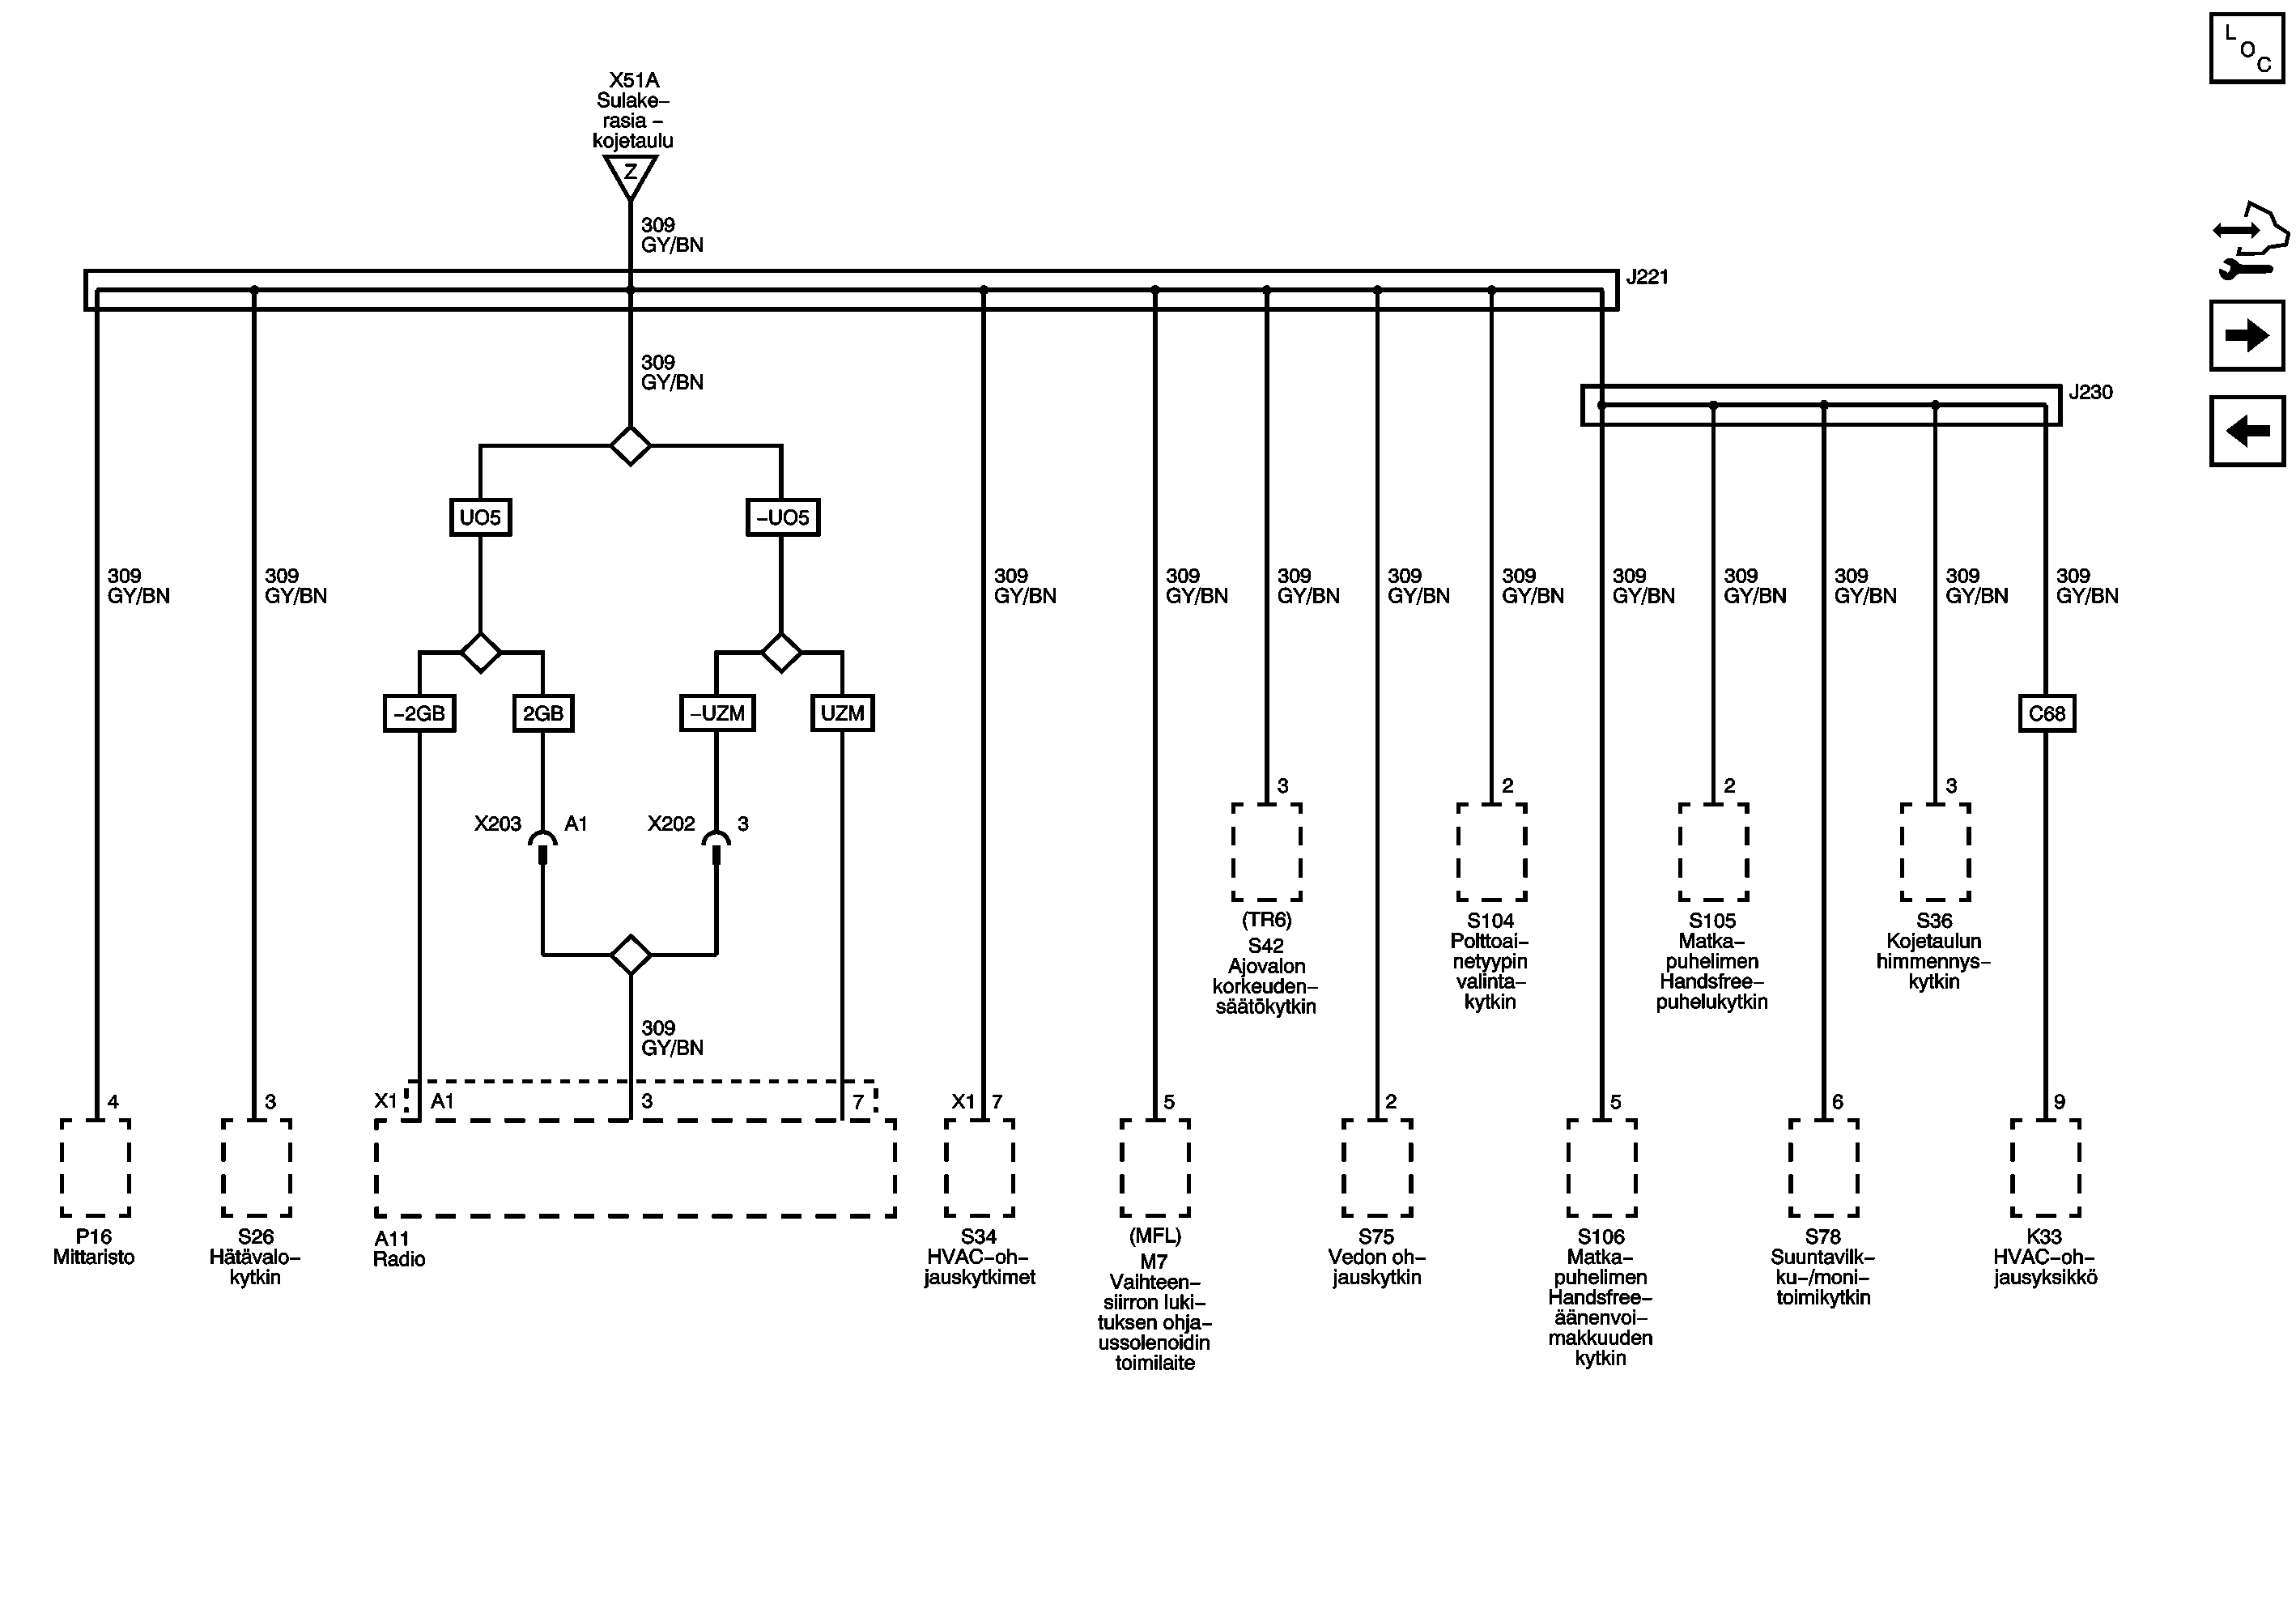 L
O
C
X51A
Sulake–
rasia –
kojetaulu
Z
309
GY/BN
J221
309
GY/BN
J230
UO5
–UO5
309
GY/BN
309
GY/BN
309
GY/BN
309
GY/BN
309
GY/BN
309
GY/BN
309
GY/BN
309
GY/BN
309
GY/BN
309
GY/BN
309
GY/BN
309
GY/BN
–2GB
2GB
–UZM
UZM
C68
3
2
2
3
X203
A1
X202
3
(TR6)
S42
Ajovalon
korkeuden–
säätökytkin
S104
Polttoai–
netyypin
valinta–
kytkin
S105
Matka–
puhelimen
Handsfree–
puhelukytkin
S36
Kojetaulun
himmennys–
kytkin
309
GY/BN
4
3
X1
A1
3
7
X1
7
5
2
5
6
9
P16
Mittaristo
S26
Hätävalo–
kytkin
A11
Radio
S34
HVAC–oh–
jauskytkimet
(MFL)
M7
Vaihteen–
siirron luki–
tuksen ohja–
ussolenoidin
toimilaite
S75
Vedon oh–
jauskytkin
S106
Matka–
puhelimen
Handsfree–
äänenvoi–
makkuuden
kytkin
S78
Suuntavilk–
ku–/moni–
toimikytkin
K33
HVAC–oh–
jausyksikkö